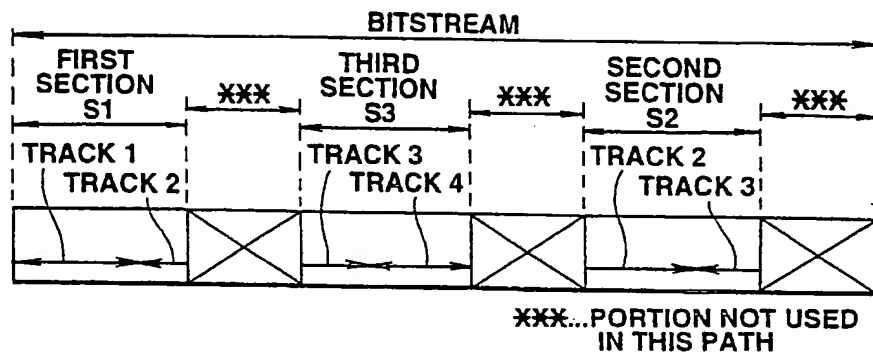 BITSTREAM
FIRST
SECTION
S1
XXX
THIRD
SECTION
S3
XXX
SECOND
SECTION
S2
XXX
TRACK 1
TRACK 2
TRACK 3
TRACK 4
TRACK 2
TRACK 3
XXX...PORTION NOT USED
IN THIS PATH